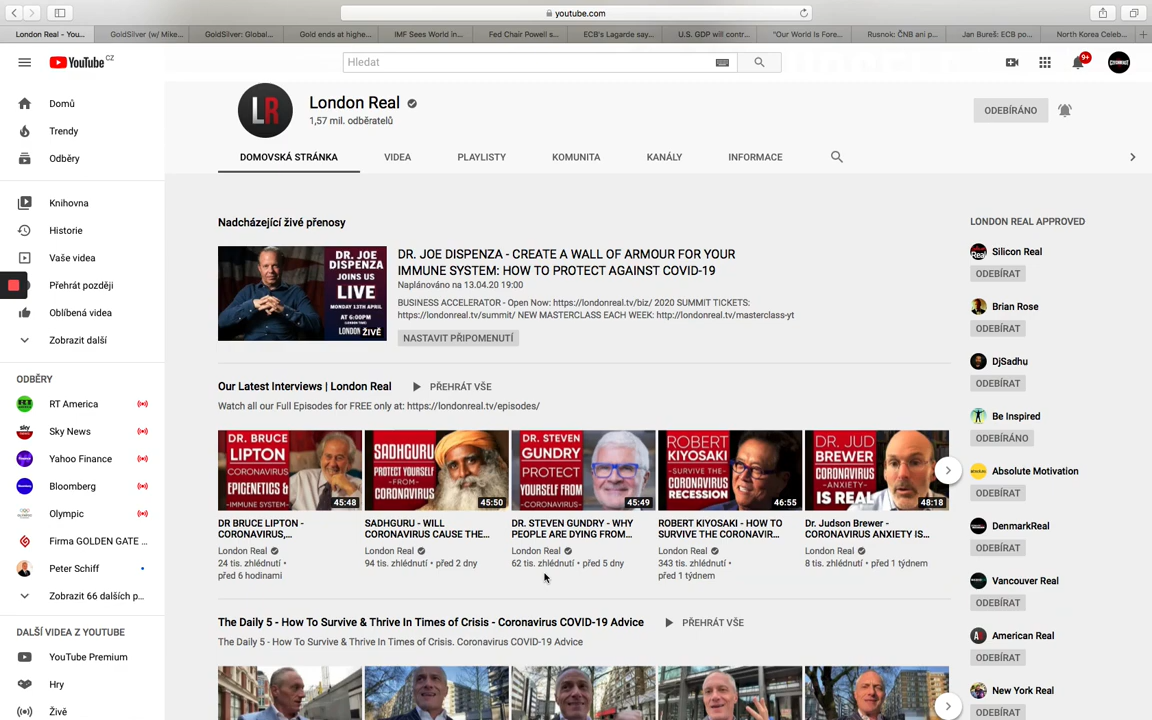 youtube.com
London Real - You...
GoldSilver (w/ Mike...
GoldSilver: Global...
Gold ends at highe...
IMF Sees World in...
Fed Chair Powell s...
ECB's Lagarde say...
U.S. GDP will contr...
"Our World Is Fore...
Rusnok: ČNB ani p...
Jan Bureš: ECB po...
North Korea Celeb...
YouTube CZ
Hledat
9+
Domů
Trendy
Odběry
Knihovna
Historie
Vaše videa
Přehrát později
Oblíbená videa
Zobrazit další
ODBĚRY
RT America
Sky News
Yahoo Finance
Bloomberg
Olympic
Firma GOLDEN GATE ...
Peter Schiff
Zobrazit 66 dalších p...
DALŠÍ VIDEA Z YOUTUBE
YouTube Premium
Hry
Živě
LR
London Real
1,57 mil. odběratelů
ODEBÍRÁNO
DOMOVSKÁ STRÁNKA
VIDEA
PLAYLISTY
KOMUNITA
KANÁLY
INFORMACE
Nadcházející živé přenosy
DR. JOE
DISPENZA
JOINS US
LIVE
MONDAY 13TH APRIL
AT 6:00PM
LONDON
ŽIVĚ
DR. JOE DISPENZA - CREATE A WALL OF ARMOUR FOR YOUR
IMMUNE SYSTEM: HOW TO PROTECT AGAINST COVID-19
Naplánováno na 13.04.20 19:00
BUSINESS ACCELERATOR - Open Now: https://londonreal.tv/biz/ 2020 SUMMIT TICKETS:
https://londonreal.tv/summit/ NEW MASTERCLASS EACH WEEK: http://londonreal.tv/masterclass-yt
NASTAVIT PŘIPOMENUTÍ
Our Latest Interviews | London Real
PŘEHRÁT VŠE
Watch all our Full Episodes for FREE only at: https://londonreal.tv/episodes/
DR. BRUCE
LIPTON
CORONAVIRUS
EPIGENETICS &
IMMUNE SYSTEM
45:48
DR BRUCE LIPTON -
CORONAVIRUS,...
London Real
24 tis. zhlédnutí •
před 6 hodinami
SADHGURU
PROTECT YOURSELF
FROM
CORONAVIRUS
45:50
SADHGURU - WILL
CORONAVIRUS CAUSE THE...
London Real
94 tis. zhlédnutí • před 2 dny
DR. STEVEN
GUNDRY
PROTECT
YOURSELF FROM
CORONAVIRUS
45:49
DR. STEVEN GUNDRY - WHY
PEOPLE ARE DYING FROM...
London Real
62 tis. zhlédnutí • před 5 dny
ROBERT
KIYOSAKI
SURVIVE THE
CORONAVIRUS
RECESSION
46:55
ROBERT KIYOSAKI - HOW TO
SURVIVE THE CORONAVIR...
London Real
343 tis. zhlédnutí •
před 1 týdnem
DR. JUD
BREWER
CORONAVIRUS
ANXIETY
IS REAL
48:18
Dr. Judson Brewer -
CORONAVIRUS ANXIETY IS...
London Real
8 tis. zhlédnutí • před 1 týdnem
The Daily 5 - How To Survive & Thrive In Times of Crisis - Coronavirus COVID-19 Advice
PŘEHRÁT VŠE
The Daily 5 - How To Survive & Thrive In Times of Crisis. Coronavirus COVID-19 Advice
LONDON REAL APPROVED
Silicon Real
ODEBÍRAT
Brian Rose
ODEBÍRAT
DjSadhu
ODEBÍRAT
Be Inspired
ODEBÍRÁNO
Absolute Motivation
ODEBÍRAT
DenmarkReal
ODEBÍRAT
Vancouver Real
ODEBÍRAT
American Real
ODEBÍRAT
New York Real
ODEBÍRAT